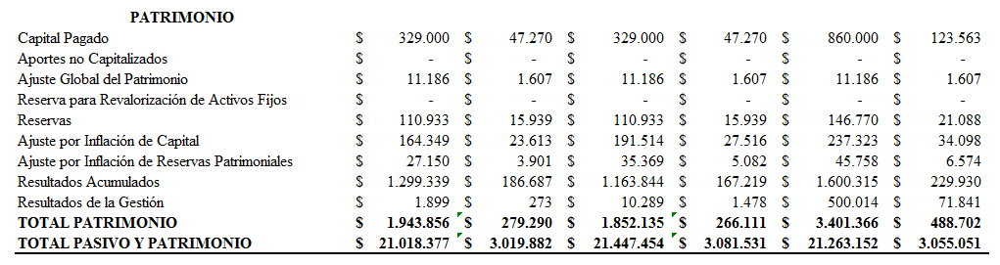 PATRIMONIO
Capital Pagado $ 329.000 $ 47.270 $ 329.000 $ 47.270 $ 860.000 $ 123.563
Aportes no Capitalizados $ - $ - $ - $ - $ - $ -
Ajuste Global del Patrimonio $ 11.186 $ 1.607 $ 11.186 $ 1.607 $ 11.186 $ 1.607
Reserva para Revalorización de Activos Fijos $ - $ - $ - $ - $ - $ -
Reservas $ 110.933 $ 15.939 $ 110.933 $ 15.939 $ 146.770 $ 21.088
Ajuste por Inflación de Capital $ 164.349 $ 23.613 $ 191.514 $ 27.516 $ 237.323 $ 34.098
Ajuste por Inflación de Reservas Patrimoniales $ 27.150 $ 3.901 $ 35.369 $ 5.082 $ 45.758 $ 6.574
Resultados Acumulados $ 1.299.339 $ 186.687 $ 1.163.844 $ 167.219 $ 1.600.315 $ 229.930
Resultados de la Gestión $ 1.899 $ 273 $ 10.289 $ 1.478 $ 500.014 $ 71.841
TOTAL PATRIMONIO $ 1.943.856 $ 279.290 $ 1.852.135 $ 266.111 $ 3.401.366 $ 488.702
TOTAL PASIVO Y PATRIMONIO $ 21.018.377 $ 3.019.882 $ 21.447.454 $ 3.081.531 $ 21.263.152 $ 3.055.051